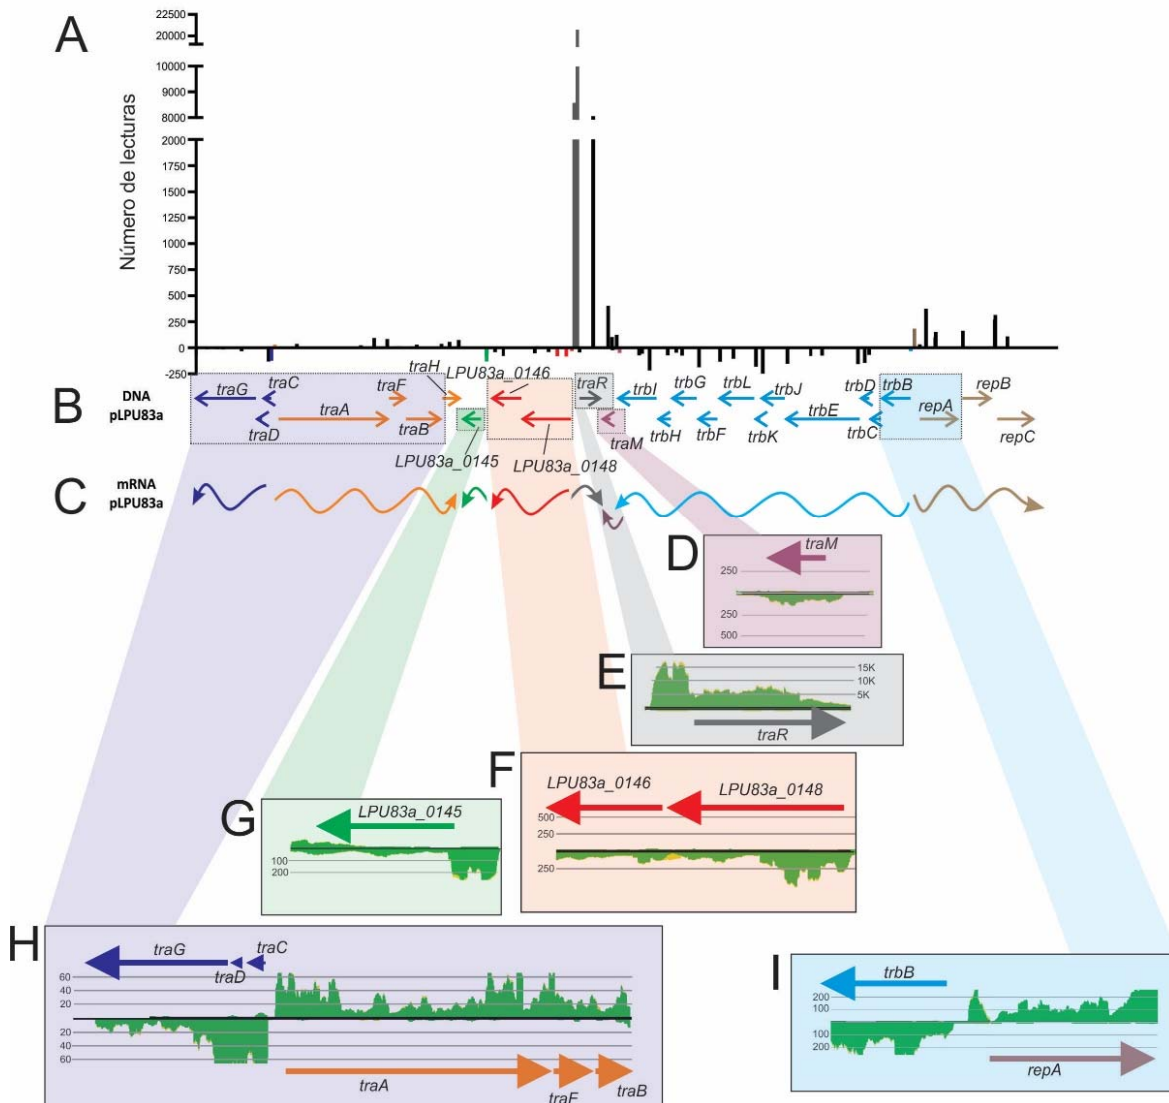 A
Número de lecturas
22500
20000
10000
8000
2000
1750
1500
1250
1000
750
500
250
0
-250
B
DNA
pLPU83a
traG
traC
traD
traA
traF
traB
traH
LPU83a_0146
LPU83a_0145
LPU83a_0148
traR
traM
trbI
trbH
trbG
trbF
trbL
trbK
trbJ
trbE
trbD
trbC
trbB
repA
repB
repC
C
mRNA
pLPU83a
D
traM
250
250
500
E
15K
10K
5K
traR
F
LPU83a_0146
LPU83a_0148
500
250
250
G
LPU83a_0145
100
200
H
traG
traD
traC
60
40
20
20
40
60
traA
traF
traB
I
trbB
200
100
100
200
repA